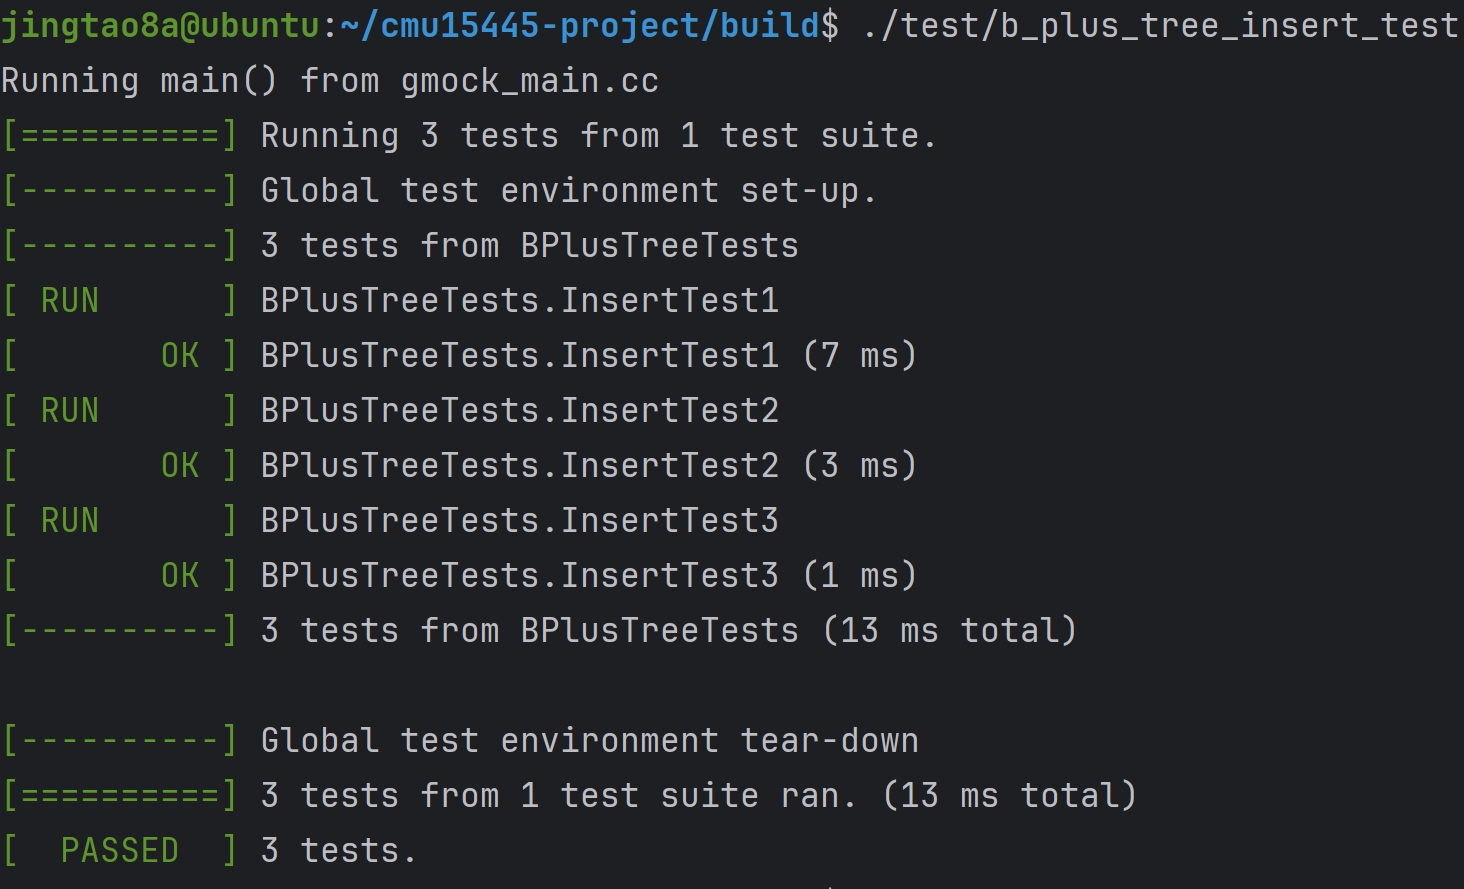 jingtao8a@ubuntu:~/cmu15445-project/build$ ./test/b_plus_tree_insert_test
Running main() from gmock_main.cc
[==========] Running 3 tests from 1 test suite.
[----------] Global test environment set-up.
[----------] 3 tests from BPlusTreeTests
[ RUN      ] BPlusTreeTests.InsertTest1
[       OK ] BPlusTreeTests.InsertTest1 (7 ms)
[ RUN      ] BPlusTreeTests.InsertTest2
[       OK ] BPlusTreeTests.InsertTest2 (3 ms)
[ RUN      ] BPlusTreeTests.InsertTest3
[       OK ] BPlusTreeTests.InsertTest3 (1 ms)
[----------] 3 tests from BPlusTreeTests (13 ms total)
[----------] Global test environment tear-down
[==========] 3 tests from 1 test suite ran. (13 ms total)
[  PASSED  ] 3 tests.